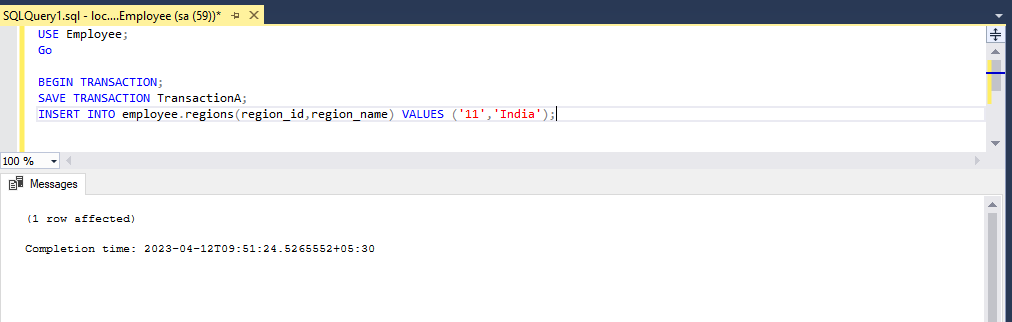 SQLQuery1.sql - loc....Employee (sa (59))*
USE Employee;
Go
BEGIN TRANSACTION;
SAVE TRANSACTION TransactionA;
INSERT INTO employee.regions(region_id,region_name) VALUES ('11','India');
100 %
Messages
(1 row affected)
Completion time: 2023-04-12T09:51:24.5265552+05:30